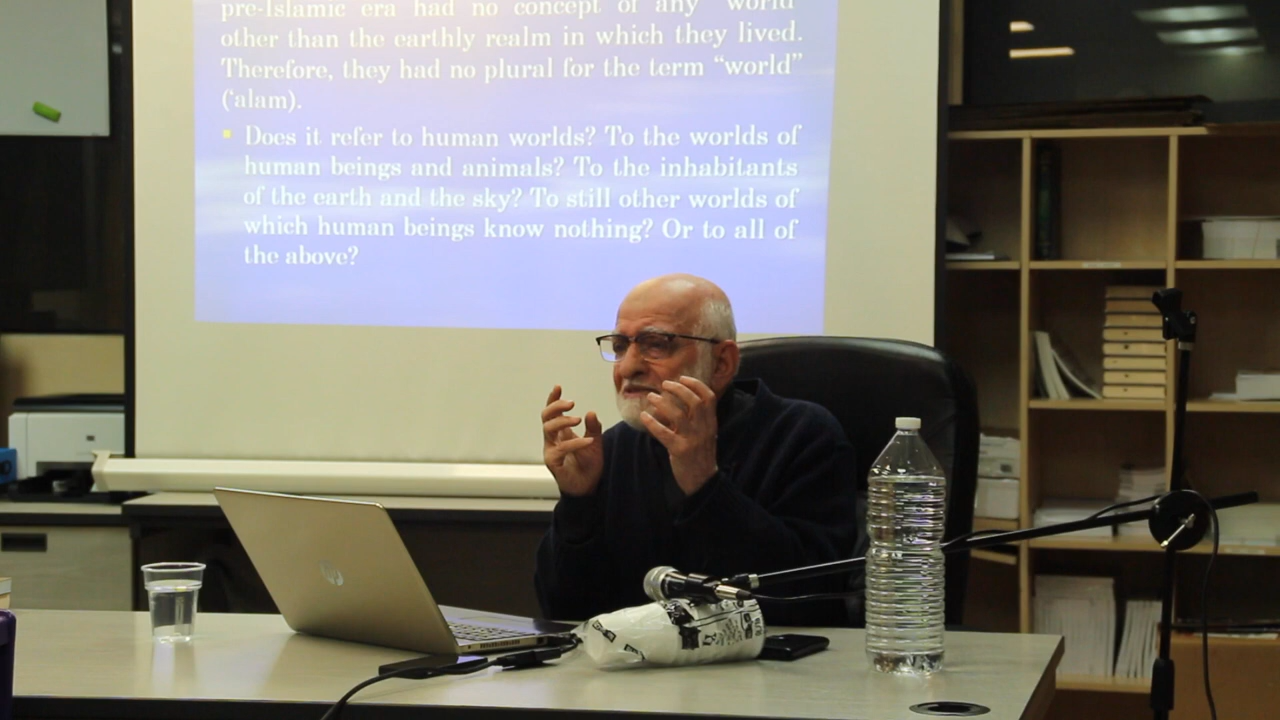 pre-Islamic era had no concept of any "world"
other than the earthly realm in which they lived.
Therefore, they had no plural for the term “world”
(‘alam).
Does it refer to human worlds? To the worlds of
human beings and animals? To the inhabitants
of the earth and the sky? To still other worlds of
which human beings know nothing? Or to all of
the above?
hp